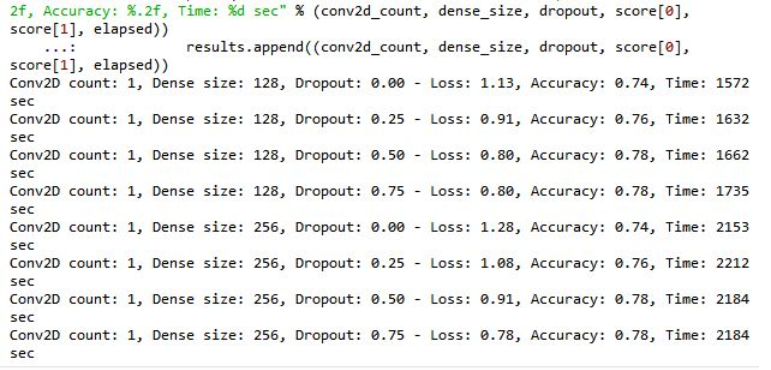 2f, Accuracy: %.2f, Time: %d sec" % (conv2d_count, dense_size, dropout, score[0],
score[1], elapsed))
...: results.append((conv2d_count, dense_size, dropout, score[0],
score[1], elapsed))
Conv2D count: 1, Dense size: 128, Dropout: 0.00 - Loss: 1.13, Accuracy: 0.74, Time: 1572
sec
Conv2D count: 1, Dense size: 128, Dropout: 0.25 - Loss: 0.91, Accuracy: 0.76, Time: 1632
sec
Conv2D count: 1, Dense size: 128, Dropout: 0.50 - Loss: 0.80, Accuracy: 0.78, Time: 1662
sec
Conv2D count: 1, Dense size: 128, Dropout: 0.75 - Loss: 0.80, Accuracy: 0.78, Time: 1735
sec
Conv2D count: 1, Dense size: 256, Dropout: 0.00 - Loss: 1.28, Accuracy: 0.74, Time: 2153
sec
Conv2D count: 1, Dense size: 256, Dropout: 0.25 - Loss: 1.08, Accuracy: 0.76, Time: 2212
sec
Conv2D count: 1, Dense size: 256, Dropout: 0.50 - Loss: 0.91, Accuracy: 0.78, Time: 2184
sec
Conv2D count: 1, Dense size: 256, Dropout: 0.75 - Loss: 0.78, Accuracy: 0.78, Time: 2184
sec